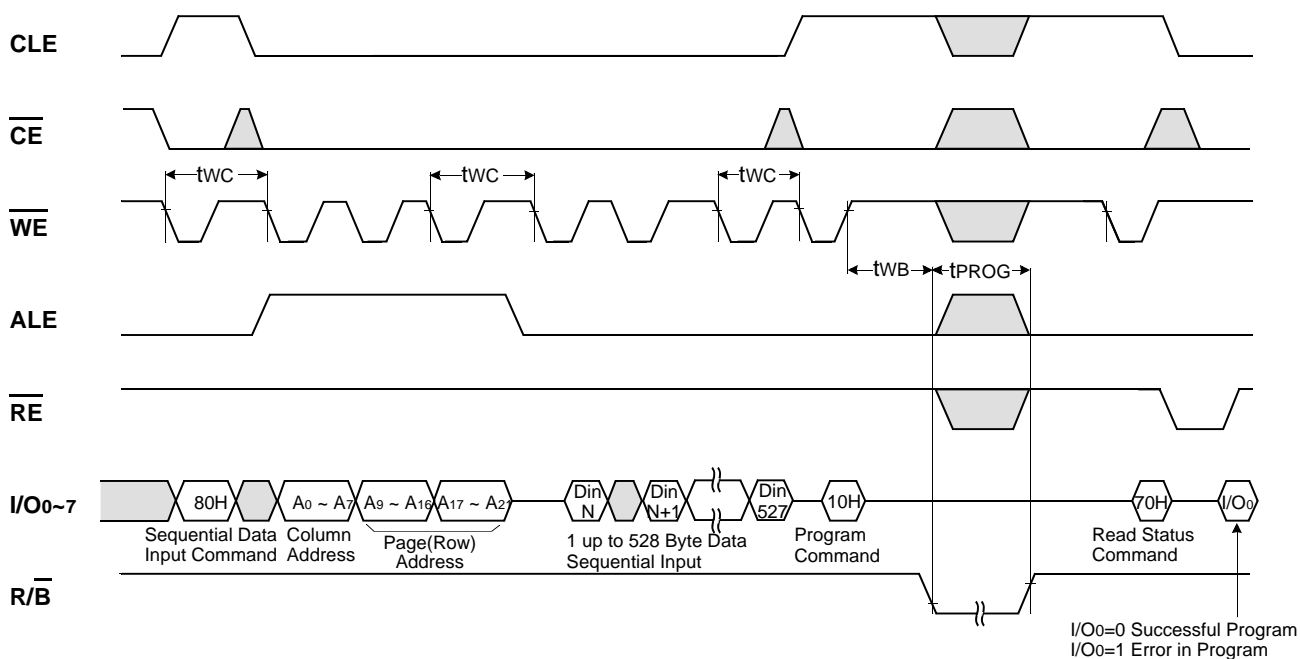 CLE
CE
tWC tWC tWC
WE
tWB tPROG
ALE
RE
I/O0~7
80H A0 ~ A7 A9 ~ A16 A17 ~ A21 Din N Din N+1 Din 527 10H 70H I/O0
Sequential Data Input Command
Column Address
Page(Row) Address
1 up to 528 Byte Data Sequential Input
Program Command
Read Status Command
R/B
I/O0=0 Successful Program
I/O0=1 Error in Program